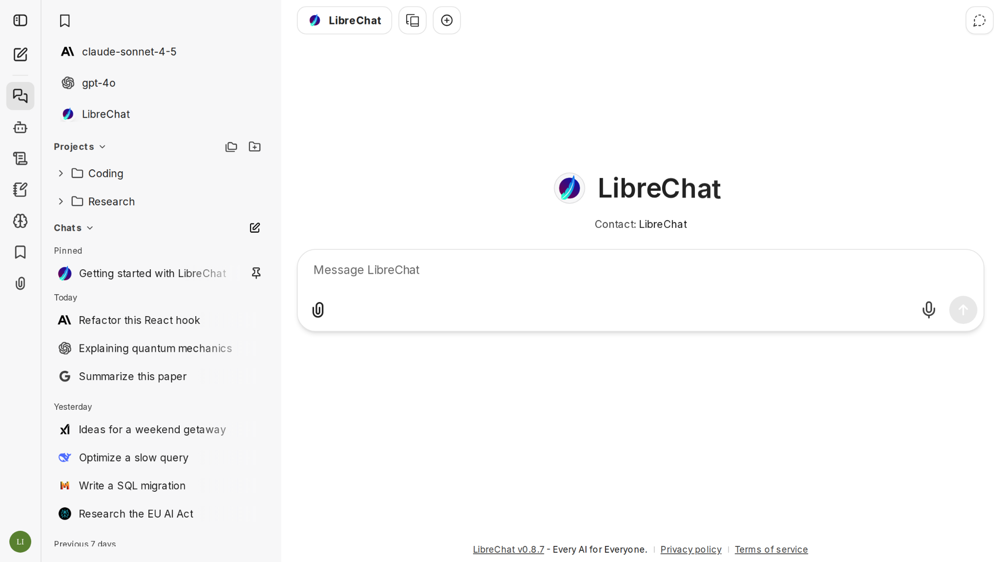 claude-sonnet-4-5
gpt-4o
LibreChat
Projects
Coding
Research
Chats
Pinned
Getting started with LibreChat
Today
Refactor this React hook
Explaining quantum mechanics
Summarize this paper
Yesterday
Ideas for a weekend getaway
Optimize a slow query
Write a SQL migration
Research the EU AI Act
Previous 7 days
LI
LibreChat
LibreChat
Contact: LibreChat
Message LibreChat
LibreChat v0.8.7 - Every AI for Everyone. | Privacy policy | Terms of service